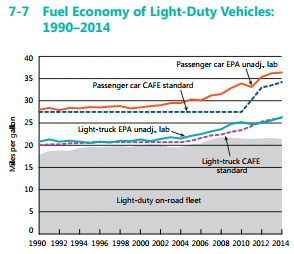 7-7 Fuel Economy of Light-Duty Vehicles:
1990–2014
Miles per gallon
40
35
30
25
20
15
10
5
0
Passenger car EPA unadj., lab
Passenger car CAFE standard
Light-truck EPA unadj., lab
Light-truck CAFE
standard
Light-duty on-road fleet
1990 1992 1994 1996 1998 2000 2002 2004 2006 2008 2010 2012 2014